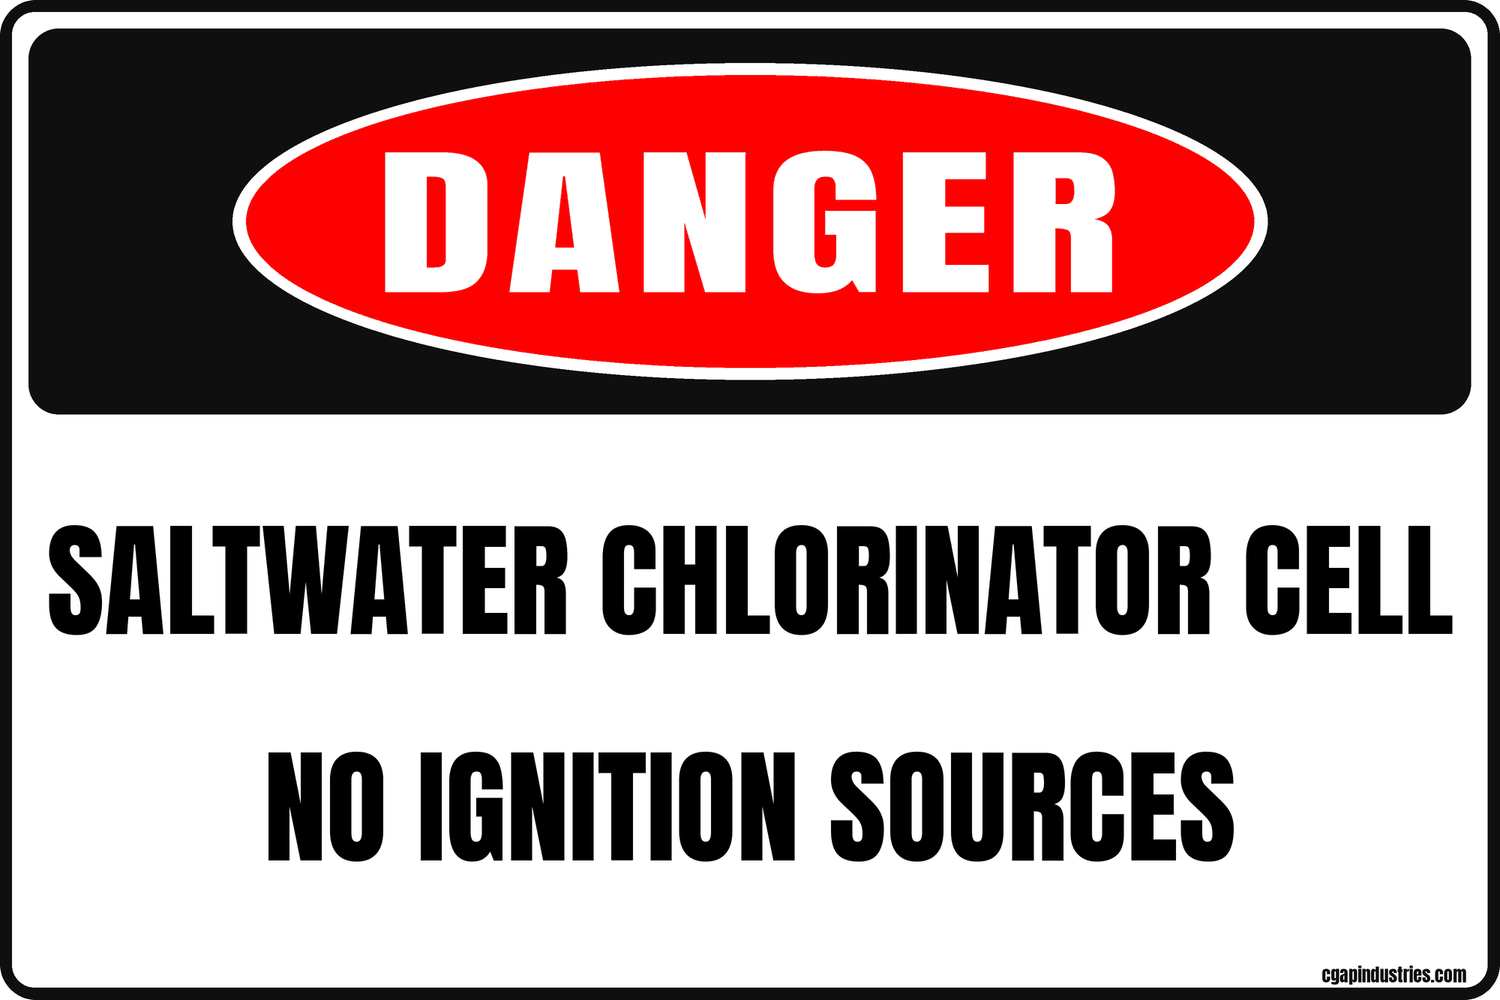 DANGER
SALTWATER CHLORINATOR CELL
NO IGNITION SOURCES
cgapindustries.com